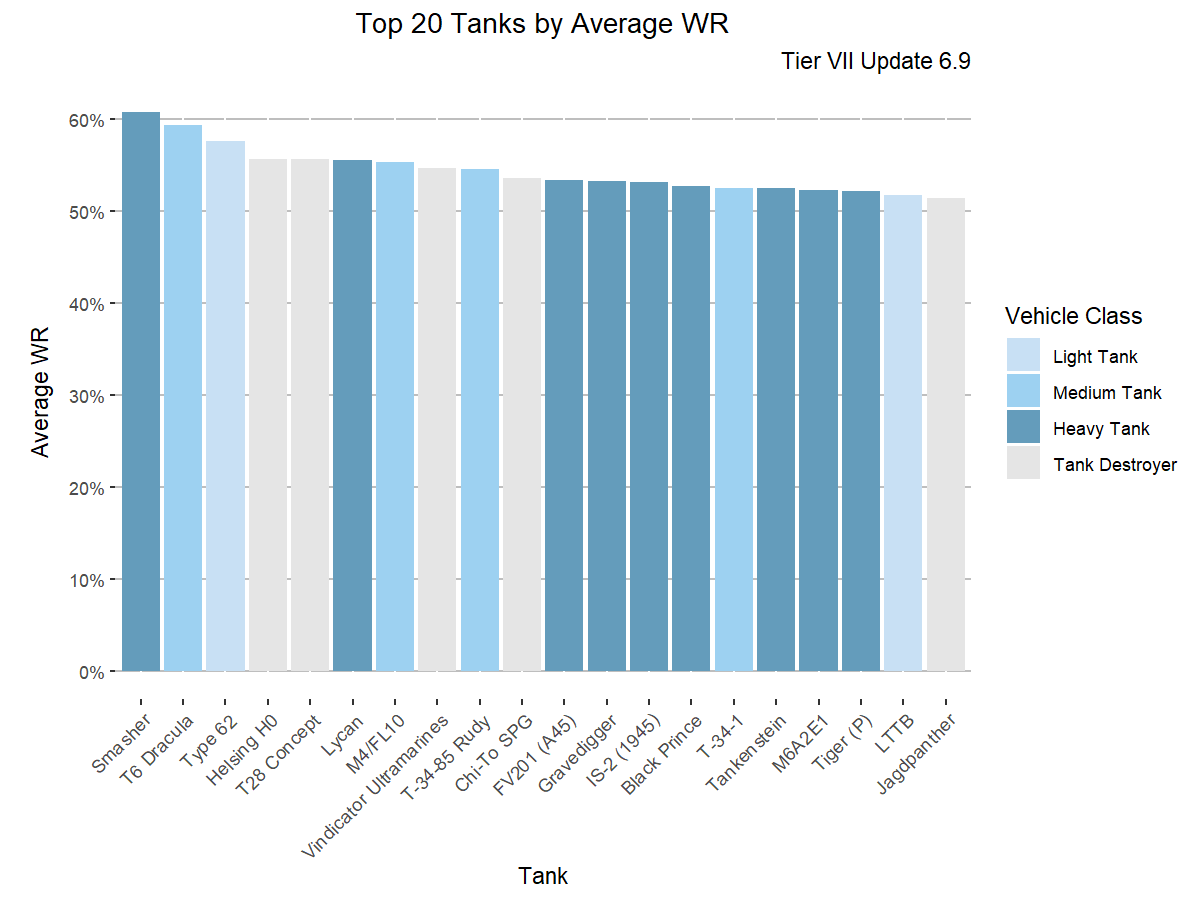 Top 20 Tanks by Average WR
Tier VII Update 6.9
60%
50%
40%
30%
20%
10%
0%
Average WR
Smasher
T6 Dracula
Type 62
Helsing H0
T28 Concept
Lycan
M4/FL10
Vindicator Ultramarines
T-34-85 Rudy
Chi-To SPG
FV201 (A45)
Gravedigger
IS-2 (1945)
Black Prince
T-34-1
Tankenstein
M6A2E1
Tiger (P)
LTTB
Jagdpanther
Tank
Vehicle Class
Light Tank
Medium Tank
Heavy Tank
Tank Destroyer